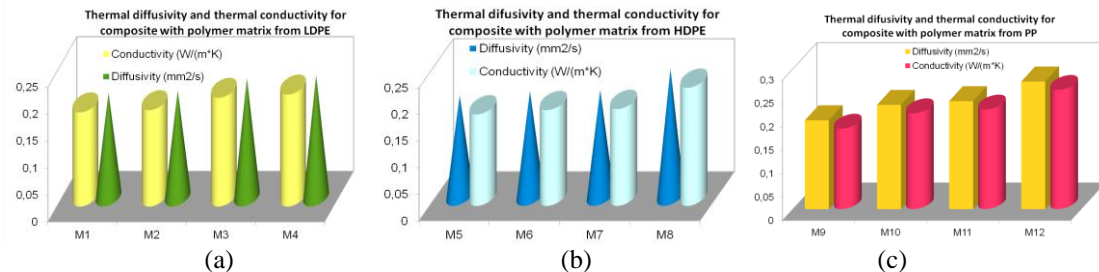 Thermal diffusivity and thermal conductivity for
composite with polymer matrix from LDPE
Conductivity (W/(m*K)
Diffusivity (mm2/s)
0,25
0,2
0,15
0,1
0,05
0
M1 M2 M3 M4
(a)
Thermal difusivity and thermal conductivity for
composite with polymer matrix from HDPE
Diffusivity (mm2/s)
Conductivity (W/(m*K)
0,25
0,2
0,15
0,1
0,05
0
M5 M6 M7 M8
(b)
Thermal diffusivity and thermal conductivity for
composite with polymer matrix from PP
Diffusivity (mm2/s)
Conductivity (W/(m*K)
0,3
0,25
0,2
0,15
0,1
0,05
0
M9 M10 M11 M12
(c)